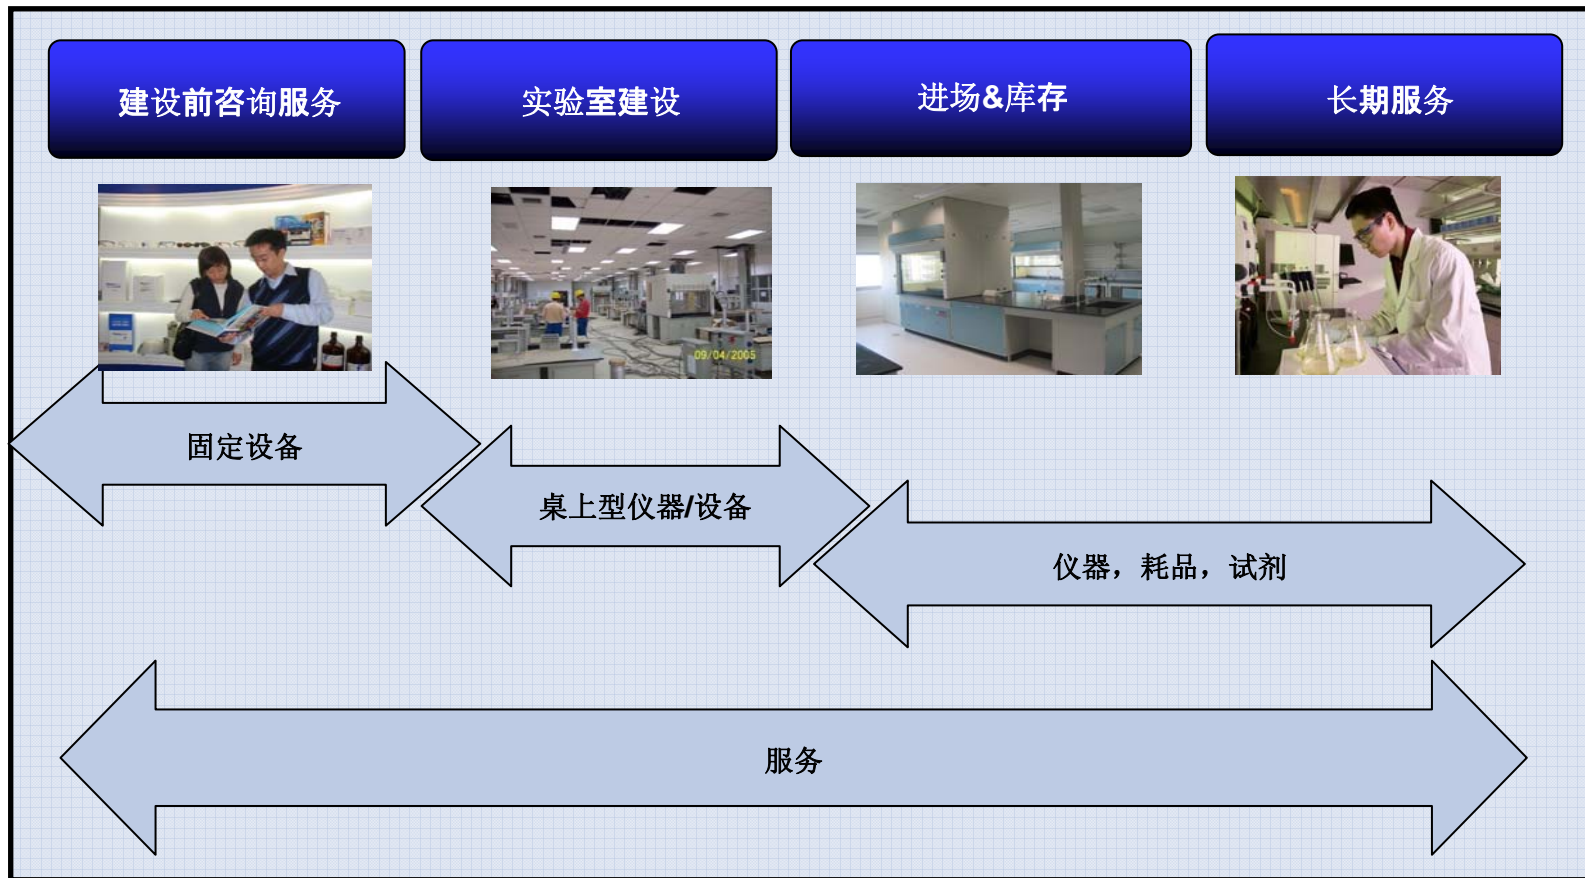 建设前咨询服务
实验室建设
进场&库存
长期服务
09/04/2005
固定设备
桌上型仪器/设备
仪器，耗品，试剂
服务